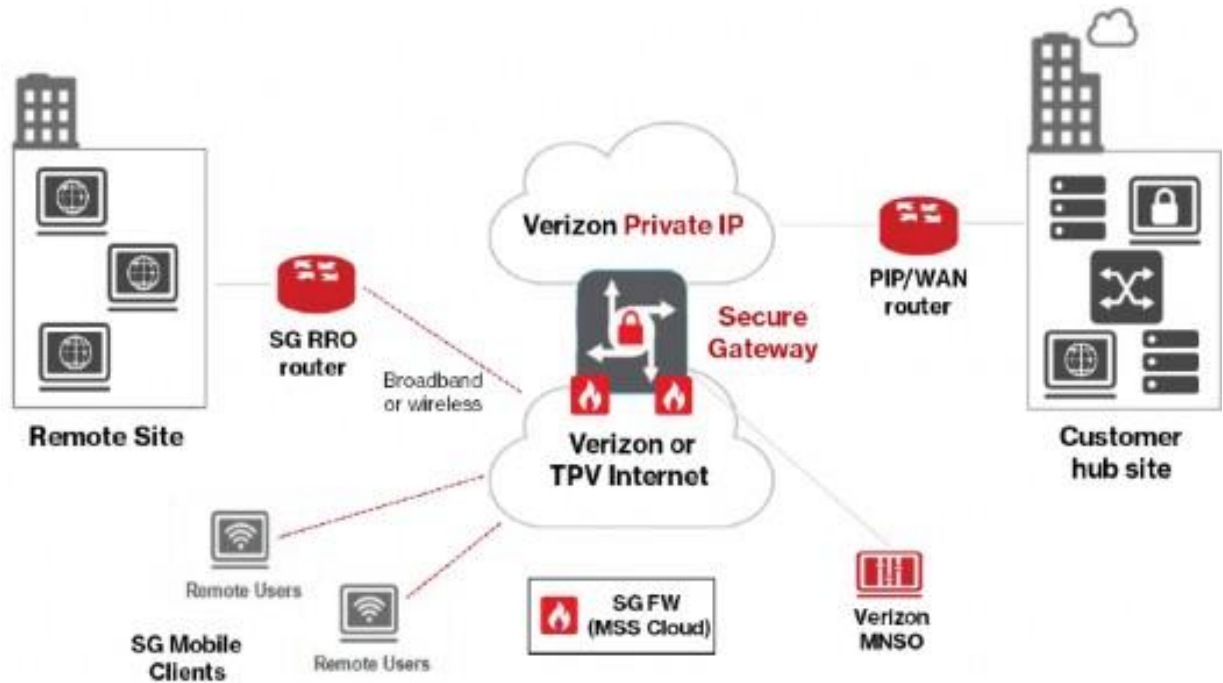 Verizon Private IP
PIP/WAN
router
Secure
Gateway
SG RRO
router
Broadband
or wireless
Remote Site
Verizon or
TPV Internet
Customer
hub site
Remote Users
SG Mobile
Clients
Remote Users
SG FW
(MSS Cloud)
Verizon
MNSO